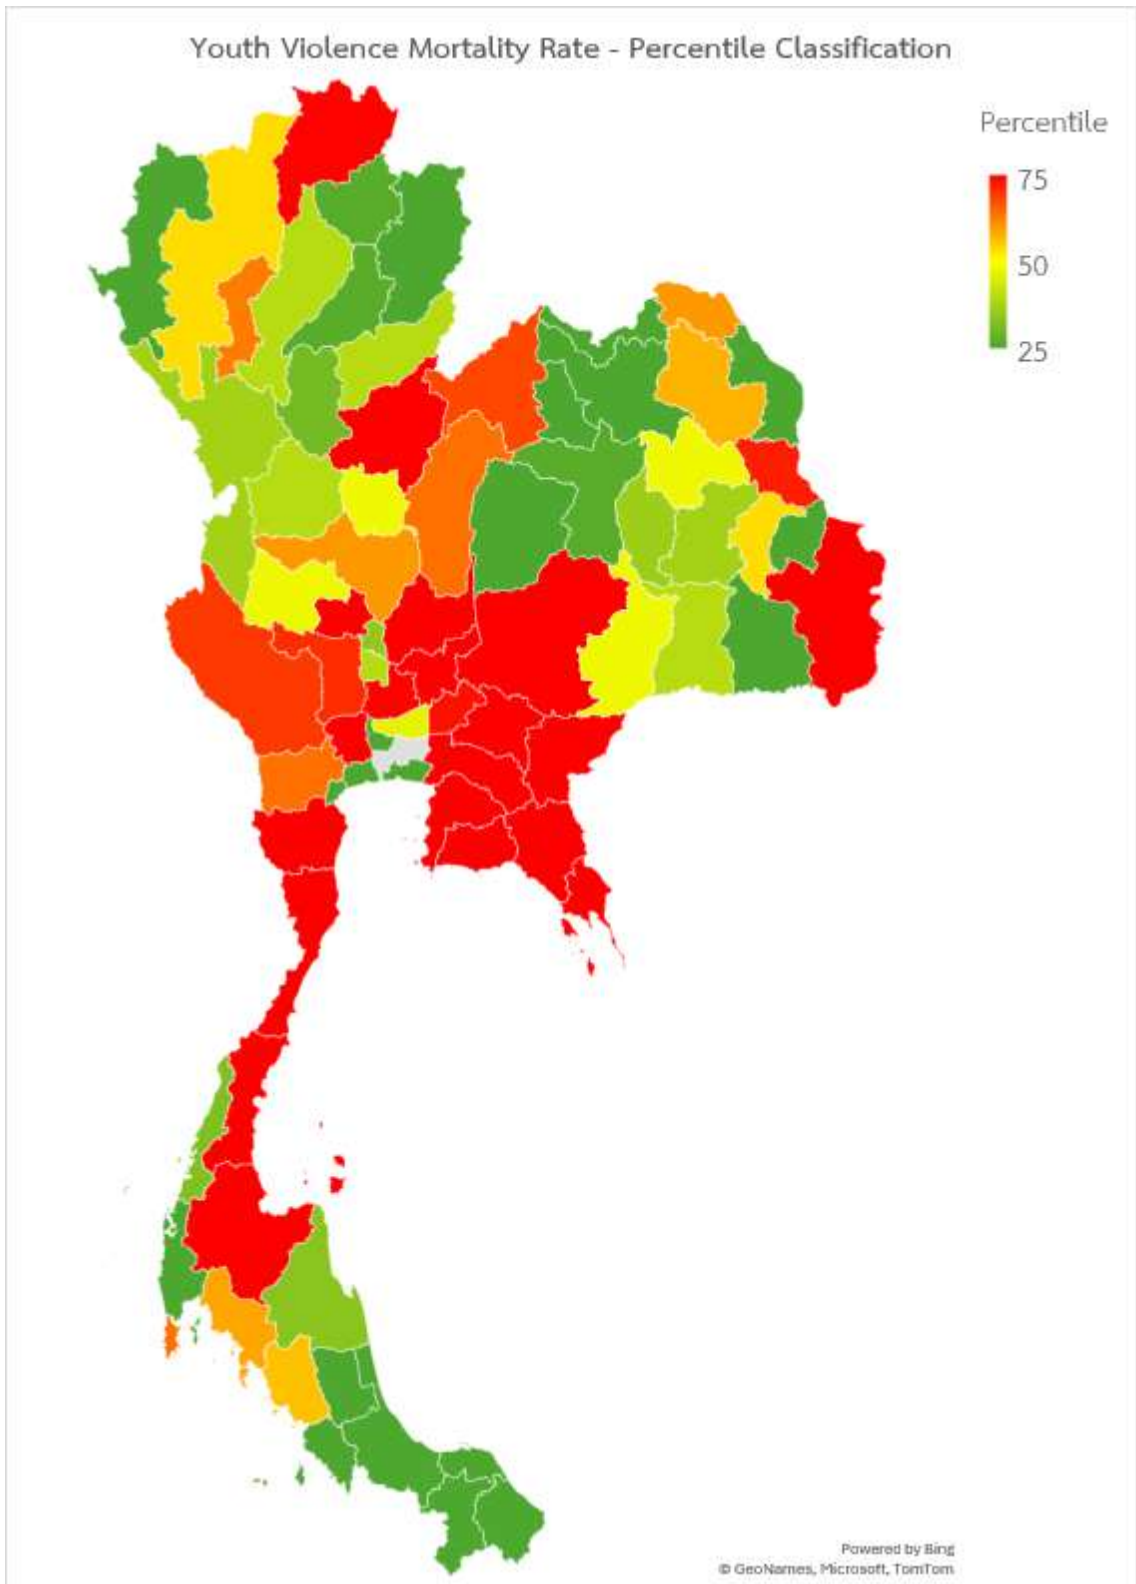 Youth Violence Mortality Rate - Percentile Classification
Percentile
75
50
25
Powered by Bing
© GeoNames, Microsoft, TomTom